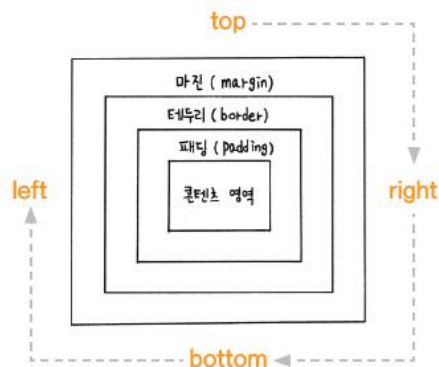 top
마진 ( margin)
테두리 ( border)
패딩 ( padding)
left
콘텐츠 영역
right
bottom